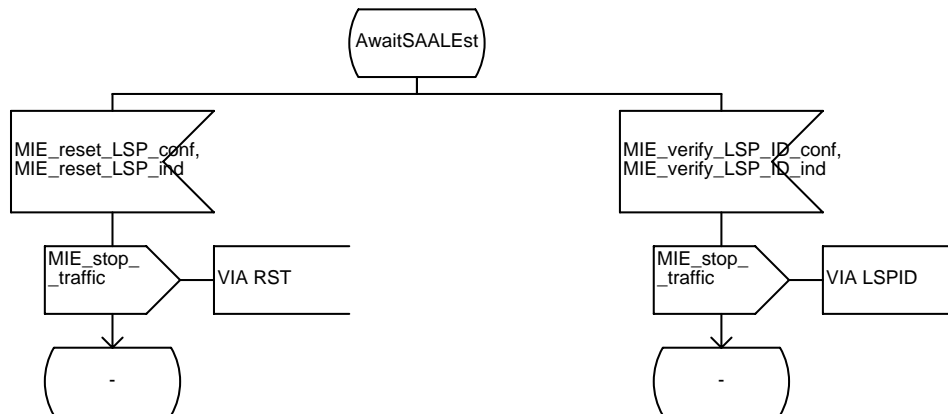 AwaitSAALEst
MIE_reset_LSP_conf,
MIE_reset_LSP_ind
MIE_verify_LSP_ID_conf,
MIE_verify_LSP_ID_ind
MIE_stop_
_traffic
VIA RST
MIE_stop_
_traffic
VIA LSPID
-
-